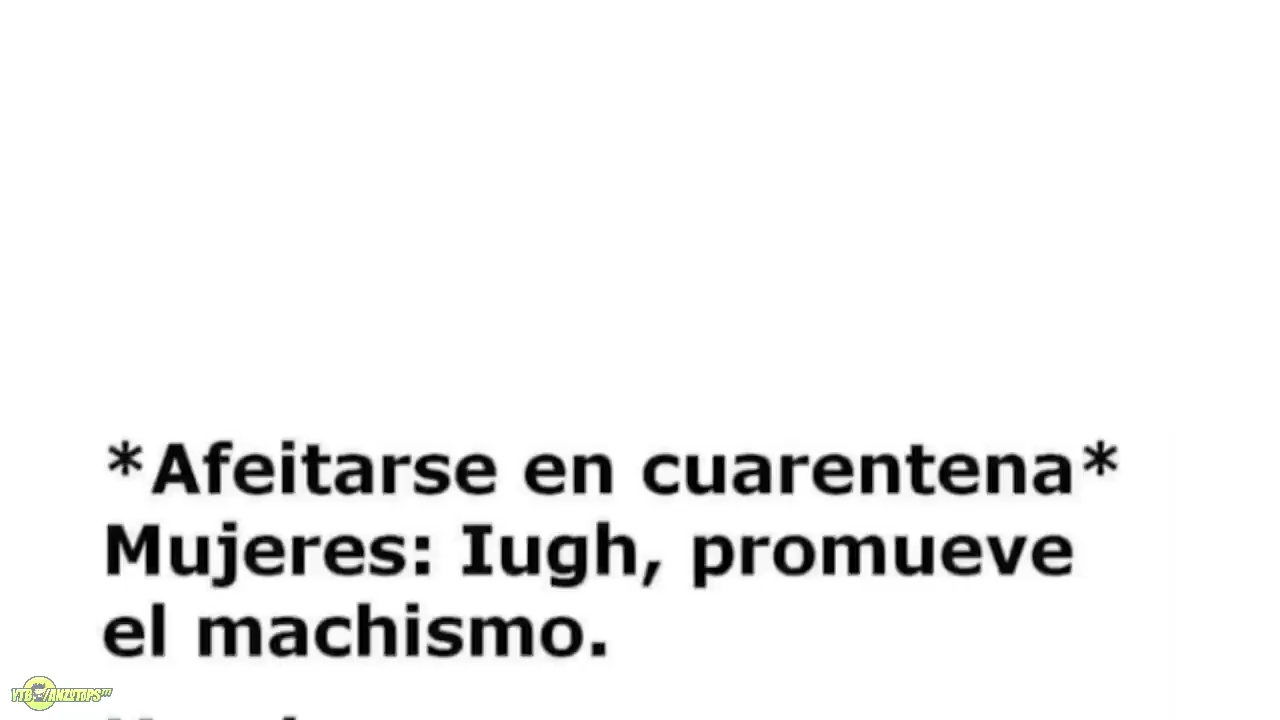 *Afeitarse en cuarentena*
Mujeres: Iugh, promueve
el machismo.